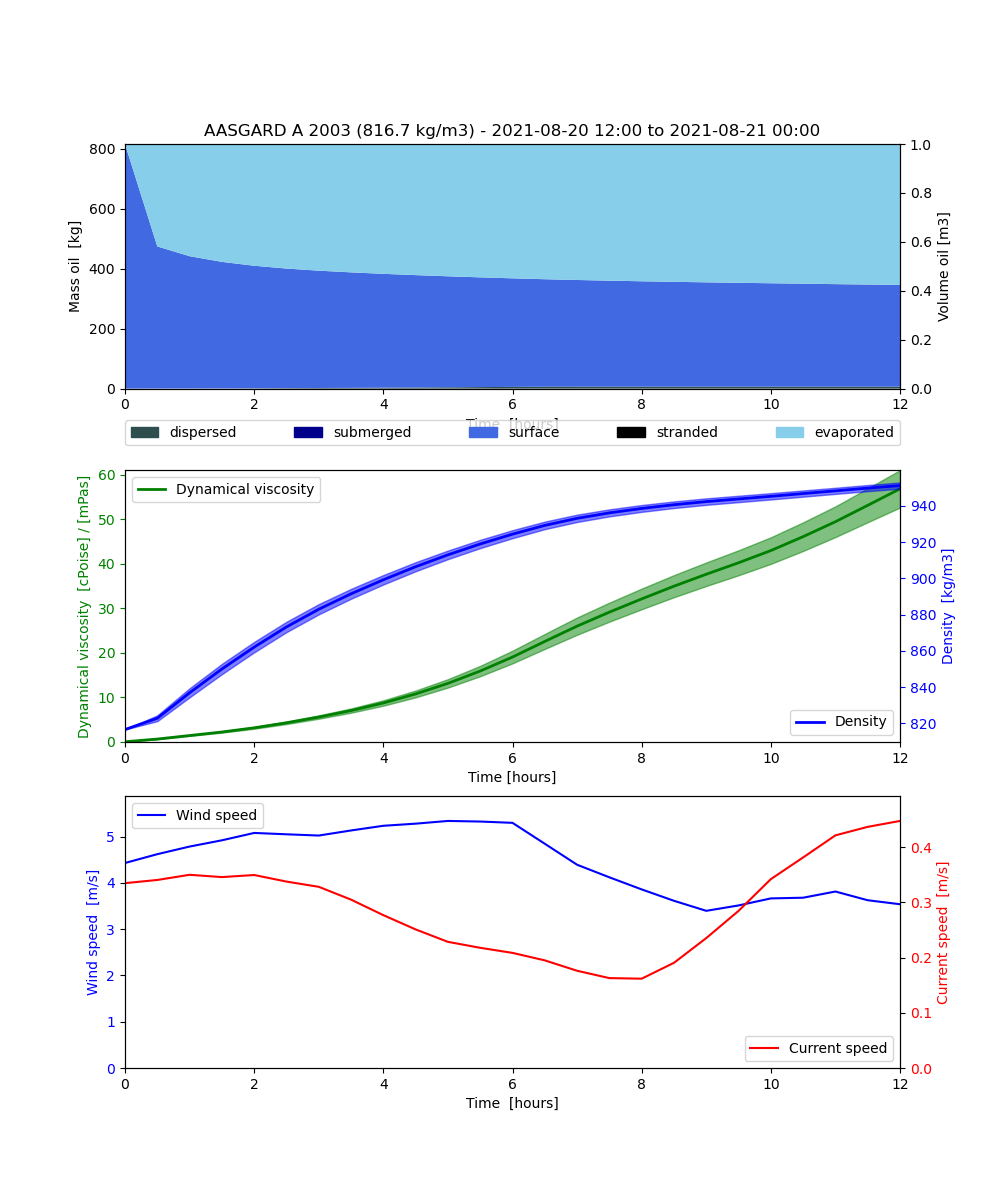 AASGARD A 2003 (816.7 kg/m3) - 2021-08-20 12:00 to 2021-08-21 00:00
800
600
400
200
0
Mass oil [kg]
1.0
0.8
0.6
0.4
0.2
0.0
Volume oil [m3]
0 2 4 6 8 10 12
Time [hours]
dispersed submerged surface stranded evaporated
60
50
40
30
20
10
0
Dynamical viscosity [cPoise] / [mPas]
Dynamical viscosity
940
920
900
880
860
840
820
Density [kg/m3]
Density
0 2 4 6 8 10 12
Time [hours]
5
4
3
2
1
0
Wind speed [m/s]
Wind speed
0.4
0.3
0.2
0.1
0.0
Current speed [m/s]
Current speed
0 2 4 6 8 10 12
Time [hours]